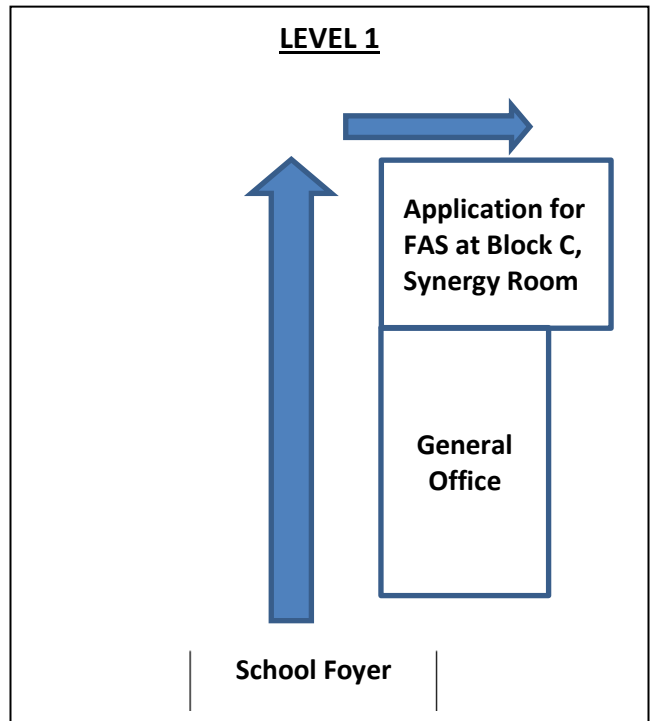 LEVEL 1
Application for
FAS at Block C,
Synergy Room
General
Office
School Foyer